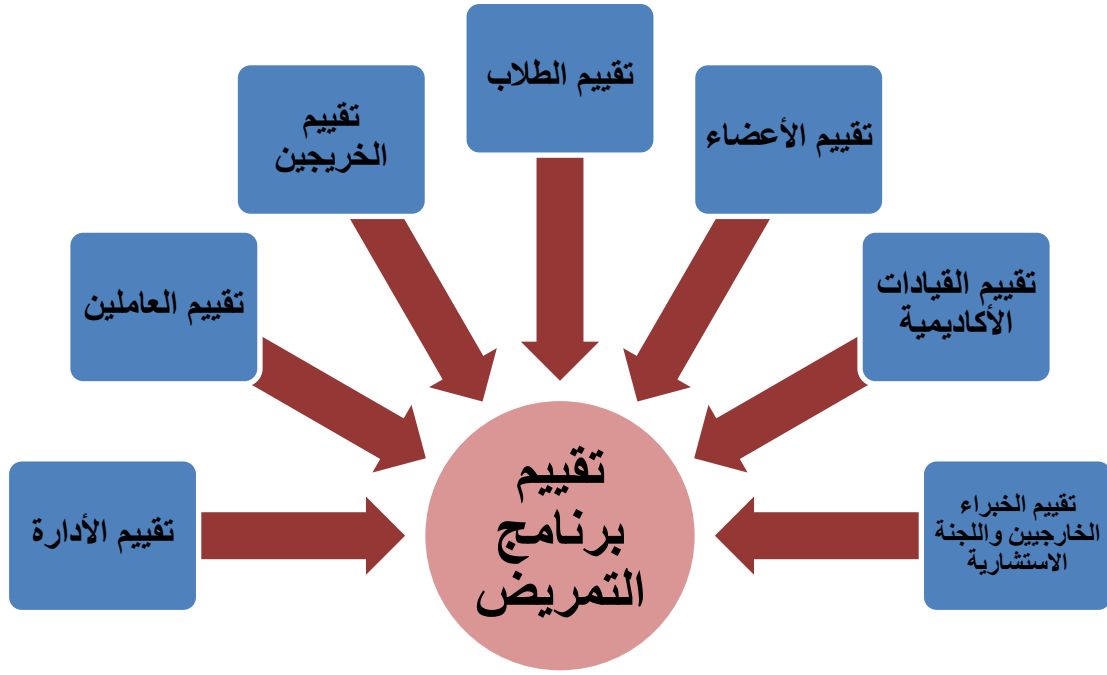 تقييم الطلاب
تقييم
الخريجين
تقييم الأعضاء
تقييم العاملين
تقييم القيادات
الأكاديمية
تقييم الأدارة
تقييم
برنامج
التمريض
تقييم الخبراء
الخارجيين واللجنة
الاستشارية